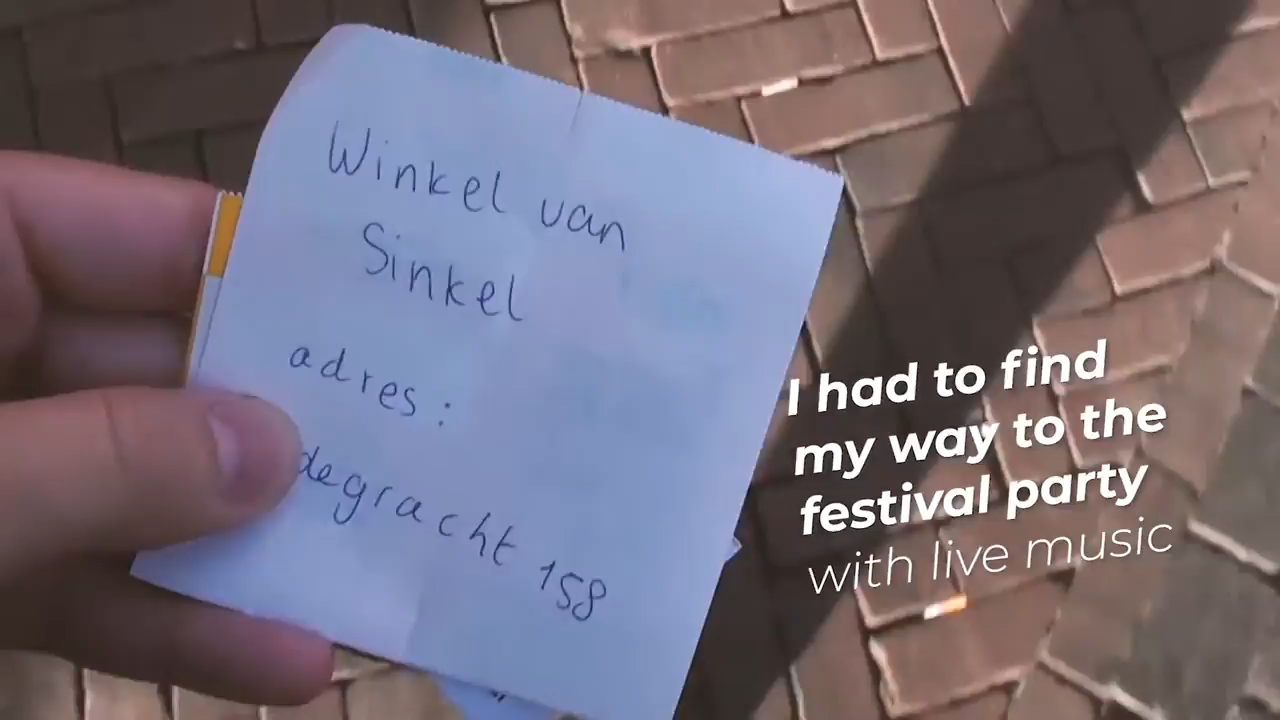 Winkel van
Sinkel
adres:
degracht 158
I had to find
my way to the
festival party
with live music